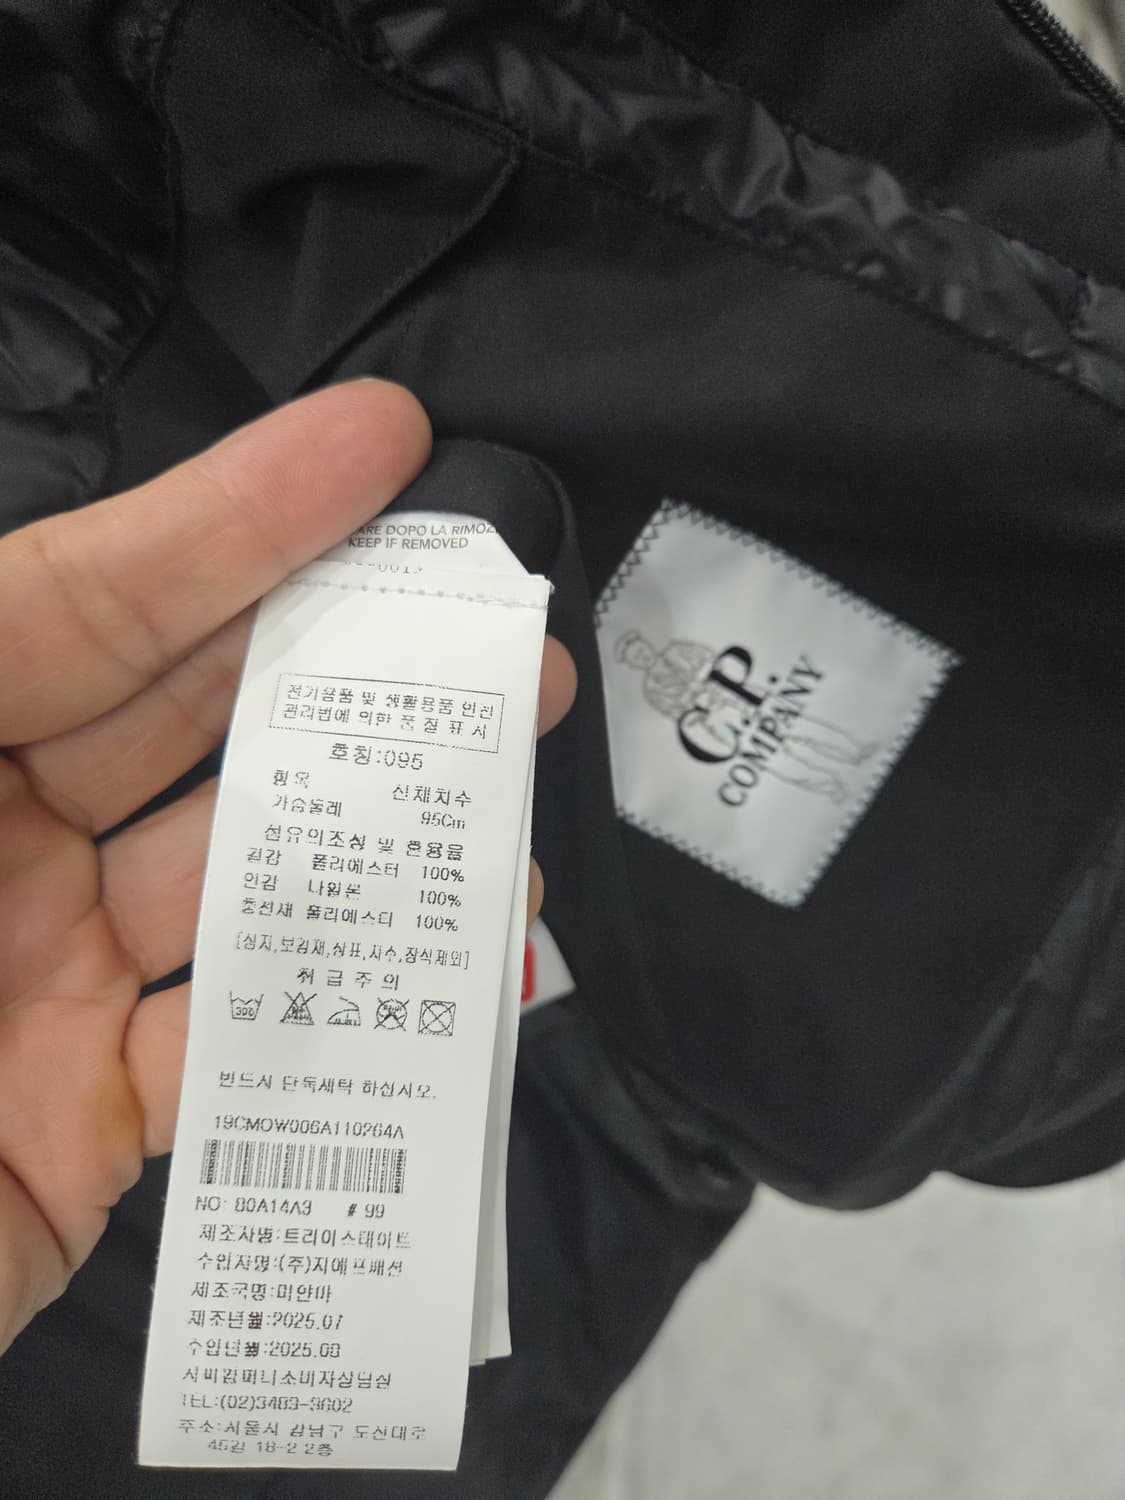 ARE DOPO LA RIMOZ
KEEP IF REMOVED
전기용품 및 생활용품 안전
관리법에 의한 품 질 표 시
호칭:095
항목 신체치수
가슴둘레 95Cm
섬유의조성 및 혼용율
겉감 폴리에스터 100%
안감 나일론 100%
충전재 폴리에스터 100%
[심지,보강재,상표,자수,장식제외]
취 급 주 의
반드시 단독세탁 하십시오.
19CMOW006A110264A
NO: 80A14A3 # 99
제조자명:트리이스테이트
수입자명:(주)지에프패션
제조국명:미얀마
제조년월:2025.07
수입년월:2025.08
시피컴퍼니소비자상담실
주소:서울시 강남구 도산대로
45길 18-2 2층
C.P.
COMPANY